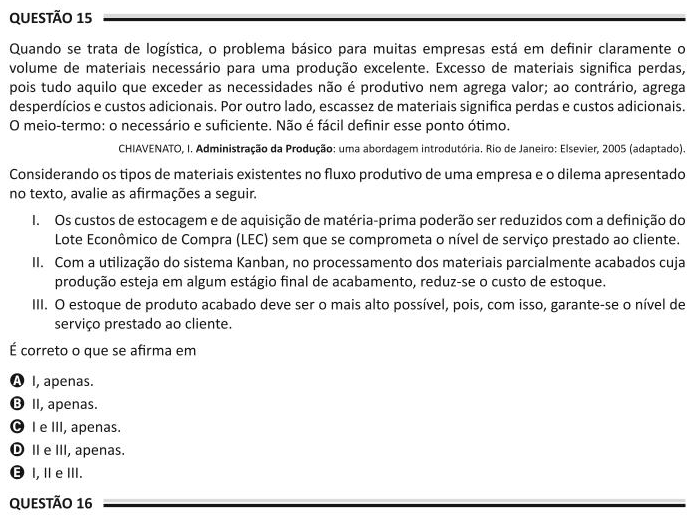 QUESTÃO 15
Quando se trata de logística, o problema básico para muitas empresas está em definir claramente o
volume de materiais necessário para uma produção excelente. Excesso de materiais significa perdas,
pois tudo aquilo que exceder as necessidades não é produtivo nem agrega valor; ao contrário, agrega
desperdícios e custos adicionais. Por outro lado, escassez de materiais significa perdas e custos adicionais.
O meio-termo: o necessário e suficiente. Não é fácil definir esse ponto ótimo.
CHIAVENATO, I. Administração da Produção: uma abordagem introdutória. Rio de Janeiro: Elsevier, 2005 (adaptado).
Considerando os tipos de materiais existentes no fluxo produtivo de uma empresa e o dilema apresentado
no texto, avalie as afirmações a seguir.
I. Os custos de estocagem e de aquisição de matéria-prima poderão ser reduzidos com a definição do
Lote Econômico de Compra (LEC) sem que se comprometa o nível de serviço prestado ao cliente.
II. Com a utilização do sistema Kanban, no processamento dos materiais parcialmente acabados cuja
produção esteja em algum estágio final de acabamento, reduz-se o custo de estoque.
III. O estoque de produto acabado deve ser o mais alto possível, pois, com isso, garante-se o nível de
serviço prestado ao cliente.
É correto o que se afirma em
A I, apenas.
B II, apenas.
C I e III, apenas.
D II e III, apenas.
E I, II e III.
QUESTÃO 16